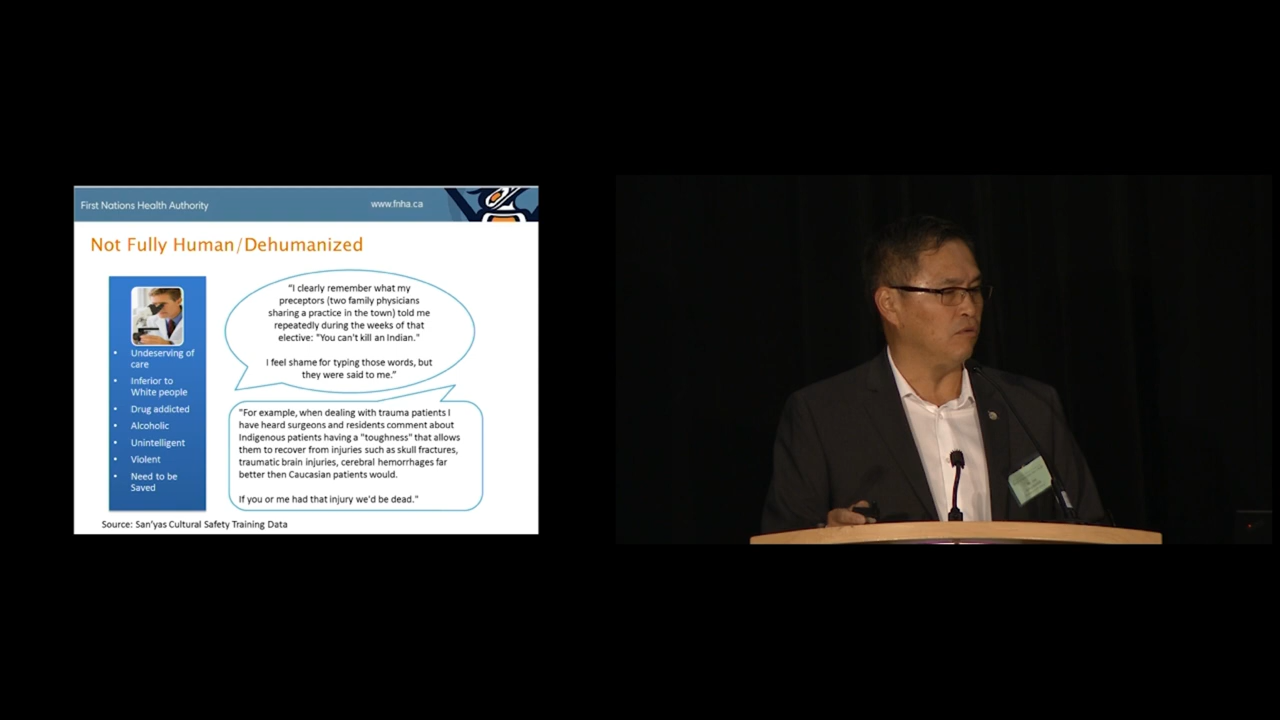 First Nations Health Authority
www.fnha.ca
Not Fully Human/Dehumanized
• Undeserving of
care
• Inferior to
White people
• Drug addicted
• Alcoholic
• Unintelligent
• Violent
• Need to be
Saved
"I clearly remember what my
preceptors (two family physicians
sharing a practice in the town) told me
repeatedly during the weeks of that
elective: "You can't kill an Indian."
I feel shame for typing those words, but
they were said to me."
"For example, when dealing with trauma patients I
have heard surgeons and residents comment about
Indigenous patients having a "toughness" that allows
them to recover from injuries such as skull fractures,
traumatic brain injuries, cerebral hemorrhages far
better then Caucasian patients would.
If you or me had that injury we'd be dead."
Source: San'yas Cultural Safety Training Data